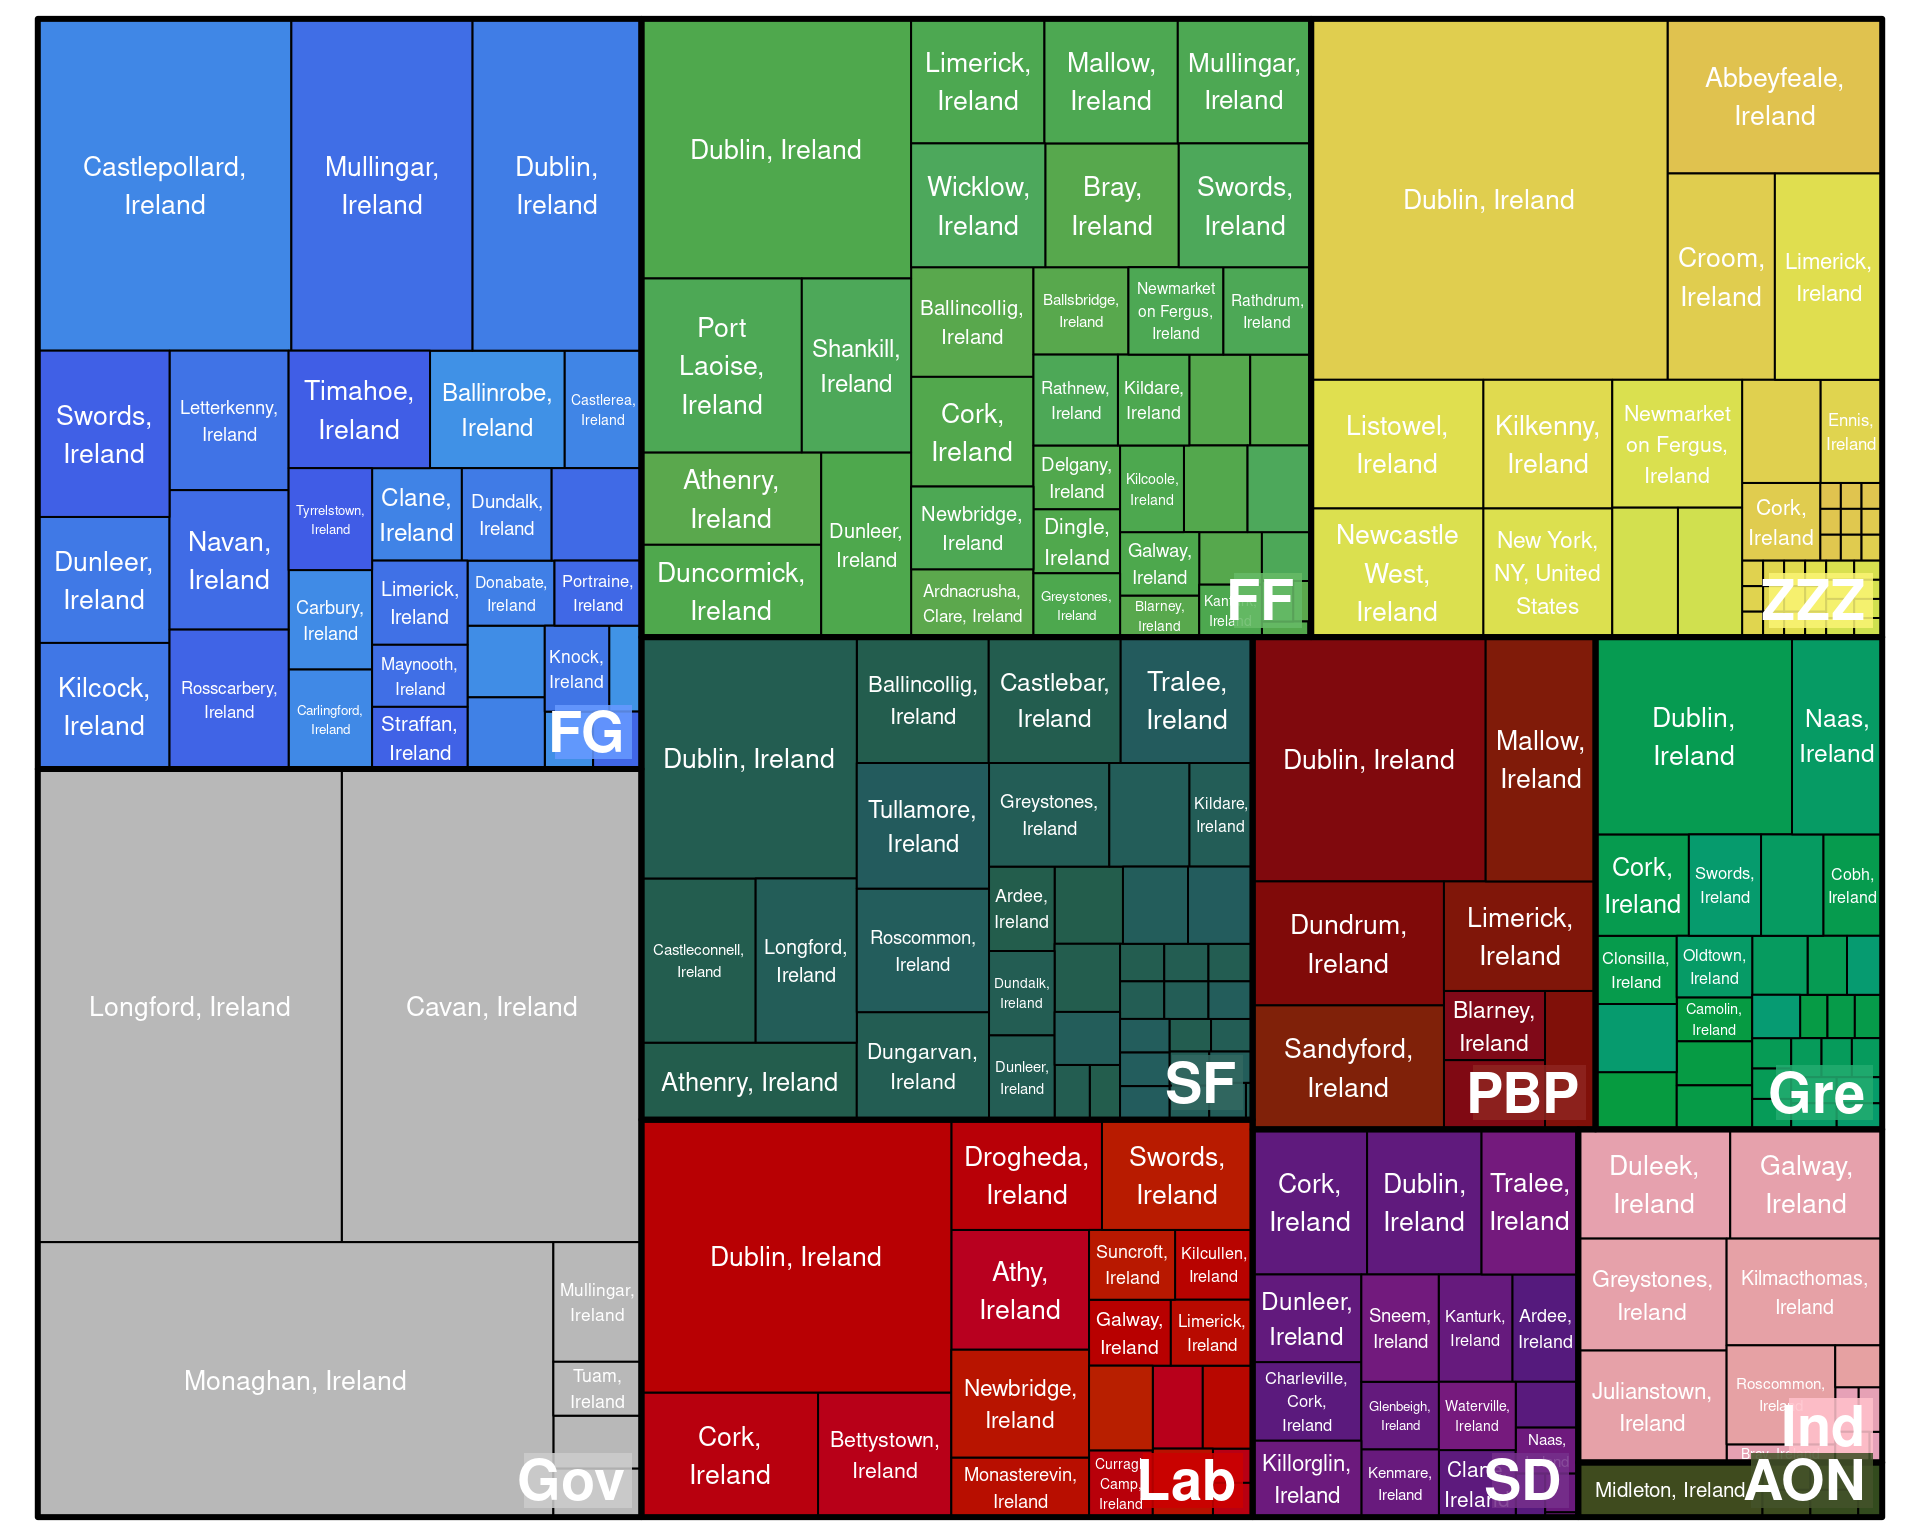 Castlepollard,
Ireland
Mullingar,
Ireland
Dublin,
Ireland
Swords,
Ireland
Letterkenny,
Ireland
Timahoe,
Ireland
Ballinrobe,
Ireland
Castlerea,
Ireland
Dunleer,
Ireland
Navan,
Ireland
Tyrrelstown,
Ireland
Clane,
Ireland
Dundalk,
Ireland
Carbury,
Ireland
Limerick,
Ireland
Donabate,
Ireland
Portraine,
Ireland
Kilcock,
Ireland
Rosscarbery,
Ireland
Carlingford,
Ireland
Maynooth,
Ireland
Straffan,
Ireland
Knock,
Ireland
FG
Longford, Ireland
Cavan, Ireland
Monaghan, Ireland
Mullingar,
Ireland
Tuam,
Ireland
Gov
Dublin, Ireland
Limerick,
Ireland
Mallow,
Ireland
Mullingar,
Ireland
Wicklow,
Ireland
Bray,
Ireland
Swords,
Ireland
Port
Laoise,
Ireland
Shankill,
Ireland
Athenry,
Ireland
Duncormick,
Ireland
Dunleer,
Ireland
Ballincollig,
Ireland
Cork,
Ireland
Newbridge,
Ireland
Ardnacrusha,
Clare, Ireland
Ballsbridge,
Ireland
Newmarket
on Fergus,
Ireland
Rathdrum,
Ireland
Rathnew,
Ireland
Kildare,
Ireland
Delgany,
Ireland
Kilcoole,
Ireland
Dingle,
Ireland
Greystones,
Ireland
Galway,
Ireland
Blarney,
Ireland
FF
Dublin, Ireland
Abbeyfeale,
Ireland
Croom,
Ireland
Limerick,
Ireland
Listowel,
Ireland
Kilkenny,
Ireland
Newmarket
on Fergus,
Ireland
Ennis,
Ireland
Newcastle
West,
Ireland
New York,
NY, United
States
Cork,
Ireland
ZZZ
Dublin, Ireland
Ballincollig,
Ireland
Castlebar,
Ireland
Tralee,
Ireland
Tullamore,
Ireland
Greystones,
Ireland
Kildare,
Ireland
Castleconnell,
Ireland
Longford,
Ireland
Roscommon,
Ireland
Ardee,
Ireland
Dundalk,
Ireland
Athenry, Ireland
Dungarvan,
Ireland
Dunleer,
Ireland
SF
Dublin, Ireland
Mallow,
Ireland
Dundrum,
Ireland
Limerick,
Ireland
Sandyford,
Ireland
Blarney,
Ireland
PBP
Dublin,
Ireland
Naas,
Ireland
Cork,
Ireland
Swords,
Ireland
Cobh,
Ireland
Clonsilla,
Ireland
Oldtown,
Ireland
Camolin,
Ireland
Gre
Dublin, Ireland
Drogheda,
Ireland
Swords,
Ireland
Athy,
Ireland
Suncroft,
Ireland
Kilcullen,
Ireland
Galway,
Ireland
Limerick,
Ireland
Cork,
Ireland
Bettystown,
Ireland
Newbridge,
Ireland
Monasterevin,
Ireland
Camp,
Ireland
Lab
Cork,
Ireland
Dublin,
Ireland
Tralee,
Ireland
Dunleer,
Ireland
Sneem,
Ireland
Kanturk,
Ireland
Ardee,
Ireland
Charleville,
Cork,
Ireland
Glenbeigh,
Ireland
Waterville,
Ireland
Naas,
Killorglin,
Ireland
Kenmare,
Ireland
Ireland
SD
Duleek,
Ireland
Galway,
Ireland
Greystones,
Ireland
Kilmacthomas,
Ireland
Julianstown,
Ireland
Roscommon,
Ind
Midleton, Ireland
AON